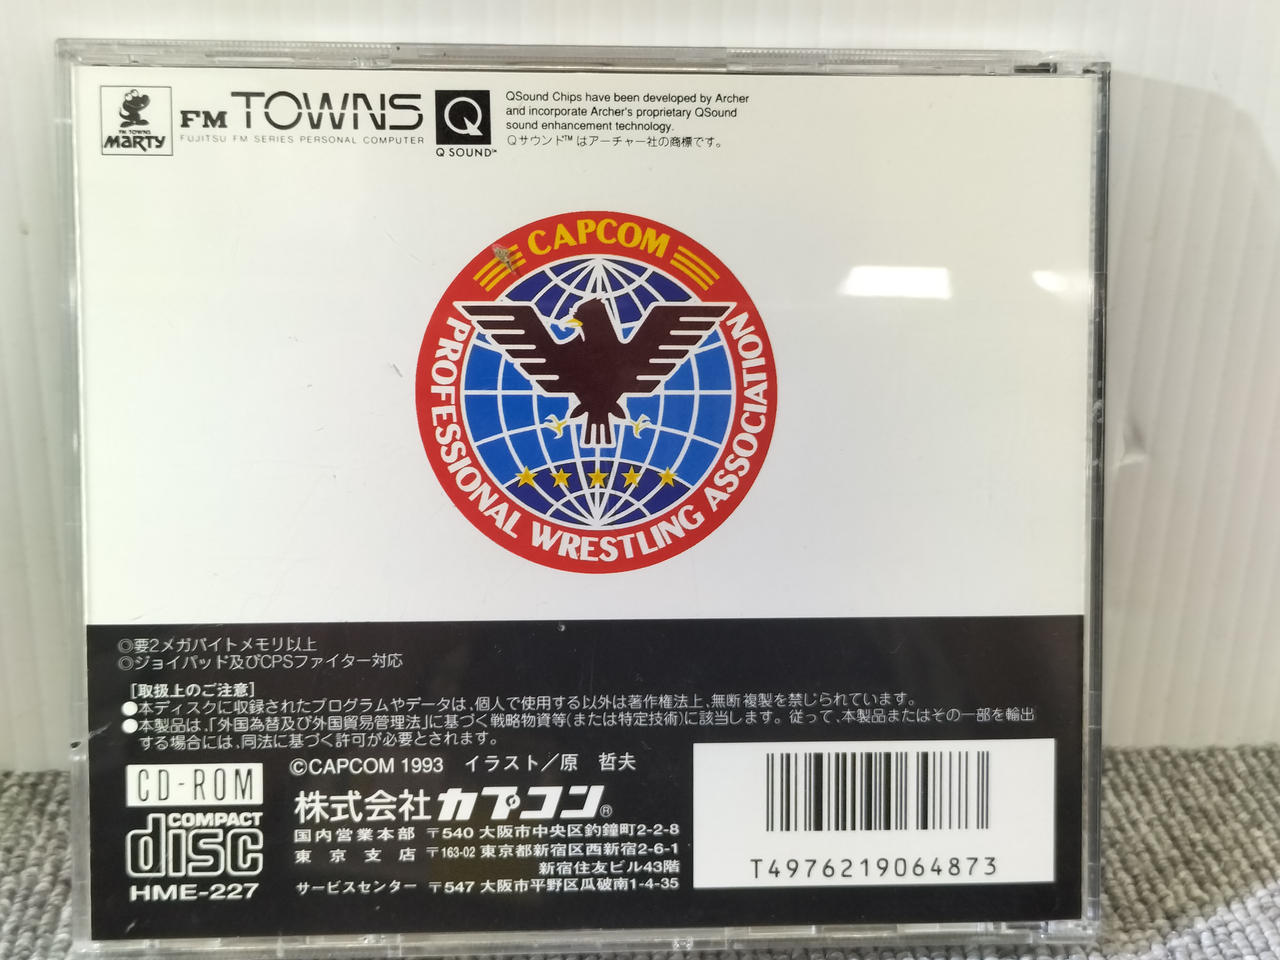 FM TOWNS
MARTY
FM TOWNS
FUJITSU FM SERIES PERSONAL COMPUTER
Q
Q SOUND™
QSound Chips have been developed by Archer
and incorporate Archer's proprietary QSound
sound enhancement technology.
Qサウンド™はアーチャー社の商標です。
CAPCOM
PROFESSIONAL WRESTLING ASSOCIATION
◎要2メガバイトメモリ以上
◎ジョイパッド及びCPSファイター対応
[取扱上のご注意]
●本ディスクに収録されたプログラムやデータは、個人で使用する以外は著作権法上、無断複製を禁じられています。
●本製品は、「外国為替及び外国貿易管理法」に基づく戦略物資等(または特定技術)に該当します。従って、本製品またはその一部を輸出
する場合には、同法に基づく許可が必要とされます。
CD-ROM
COMPACT
disc
HME-227
©CAPCOM 1993 イラスト/原 哲夫
株式会社カプコン®
国内営業本部 〒540 大阪市中央区釣鐘町2-2-8
東京支店 〒163-02 東京都新宿区西新宿2-6-1
新宿住友ビル43階
サービスセンター 〒547 大阪市平野区瓜破南1-4-35
T4976219064873